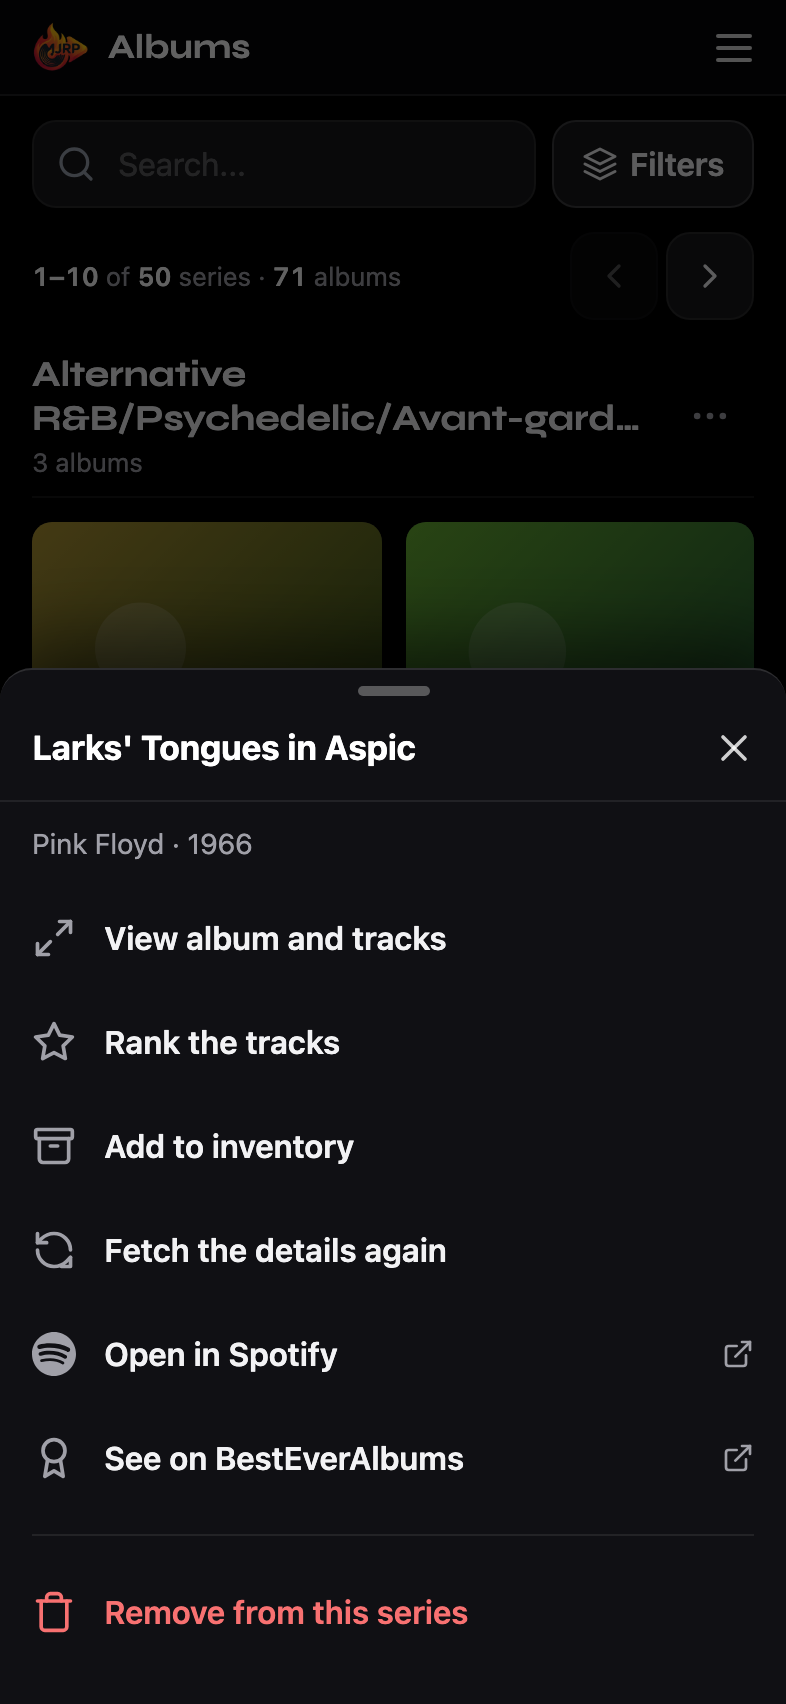 MJRP
Albums
Search...
Filters
1–10 of 50 series · 71 albums
Alternative
R&B/Psychedelic/Avant-gard...
3 albums
Larks' Tongues in Aspic
Pink Floyd · 1966
View album and tracks
Rank the tracks
Add to inventory
Fetch the details again
Open in Spotify
See on BestEverAlbums
Remove from this series